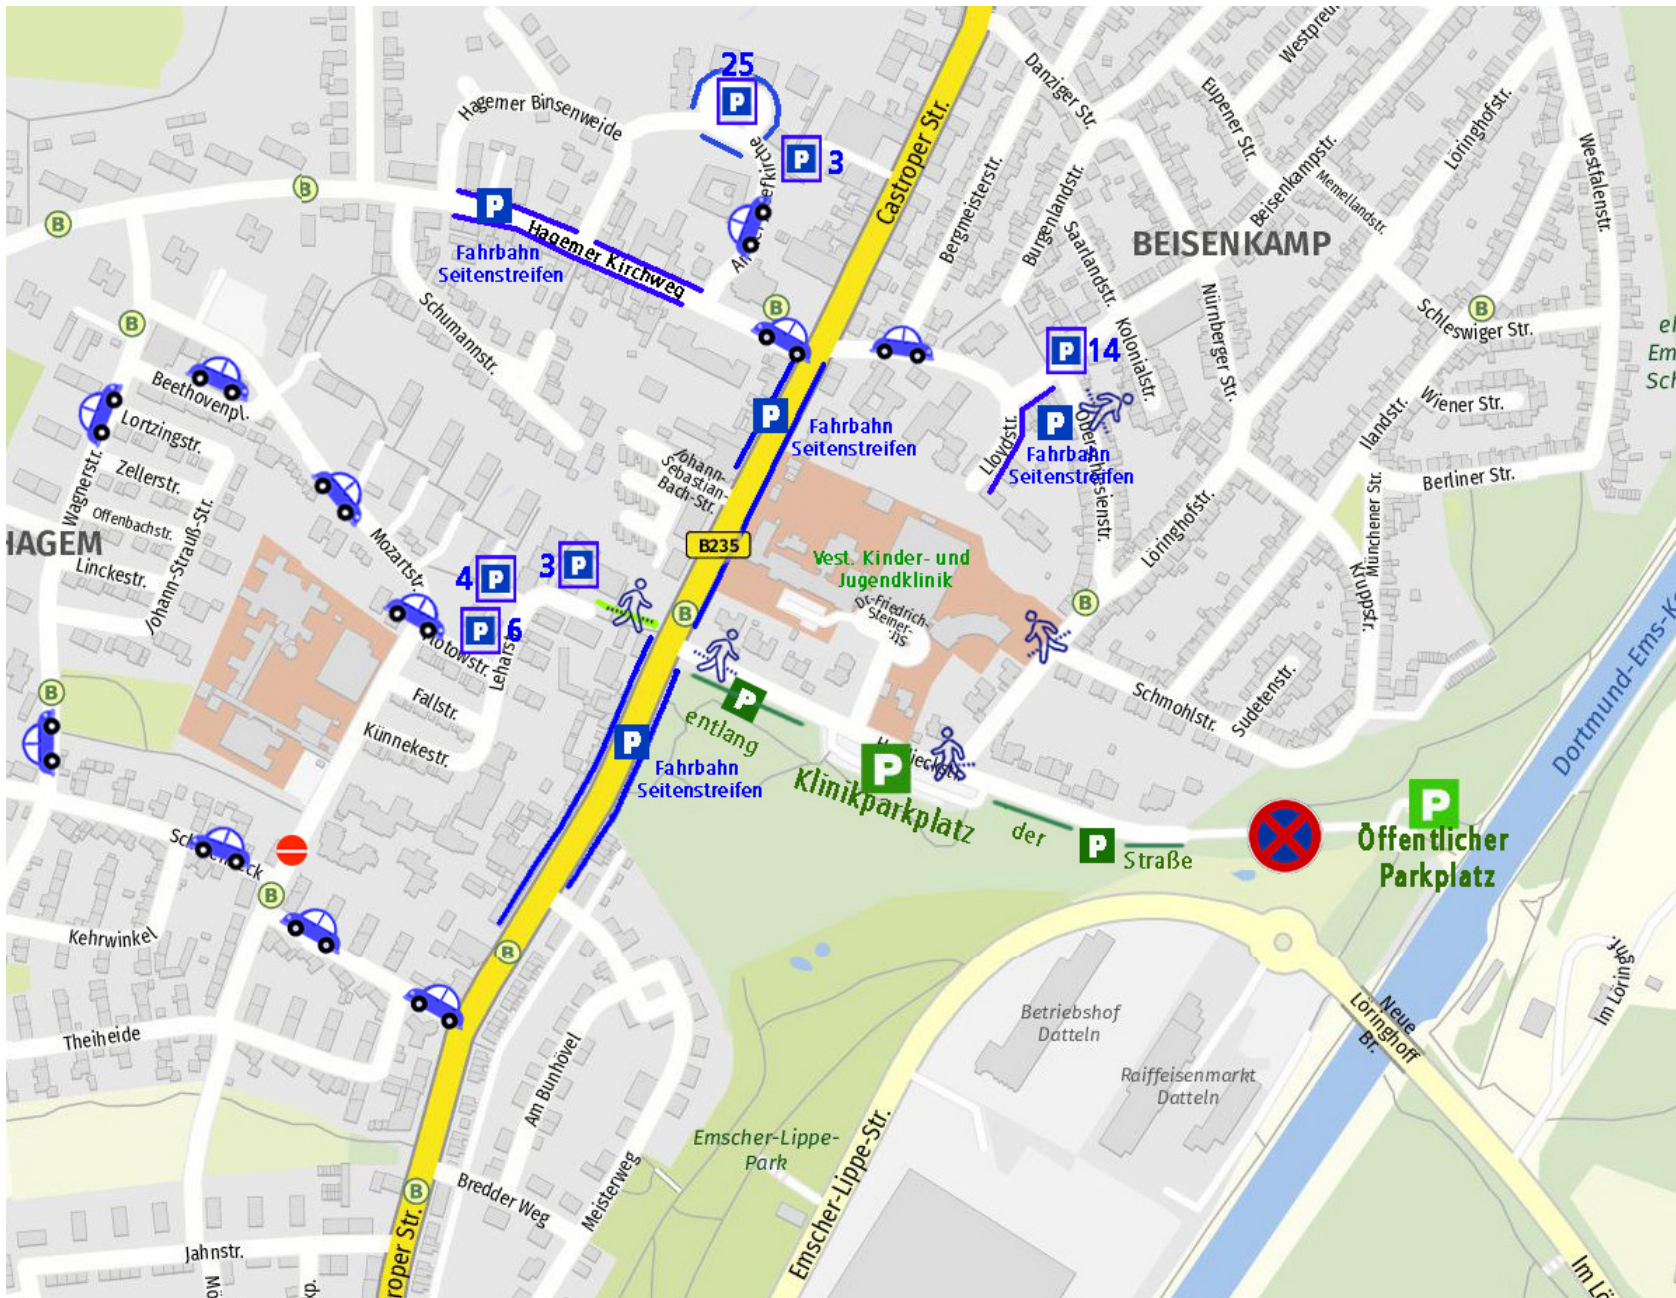 25
P
Hagemer Binsenweide
P
3
Castroper Str.
Danziger Str.
Eupener Str.
Löringhofstr.
Westfalenstr.
Beisenkampstr.
Memellandstr.
Bergmeisterstr.
Burgenlandstr.
Saarlandstr.
BEISENKAMP
B
B
P
Hagemer Kirchweg
Fahrbahn
Seitenstreifen
B
B
B
Schleswiger Str.
Schumannstr.
Kolonialstr.
Nürnberger Str.
P
14
Beethovenpl.
Lortzingstr.
Zellerstr.
Offenbachstr.
Linckestr.
Wagnerstr.
Johann-Strauß-Str.
HAGEM
Mozartstr.
P
Fahrbahn
Seitenstreifen
Johann-
Sebastian-
Bach-Str.
Lloydstr.
P
Fahrbahn
Seitenstreifen
Wiener Str.
Berliner Str.
Löringhofstr.
Münchener Str.
Kruppstr.
B235
Vest. Kinder- und
Jugendklinik
Dr.-Friedrich-
Steiner-
4
P
3
P
P
6
B
B
Fallstr.
Künnekestr.
B
Schmohlstr.
Sudetenstr.
Dortmund-Ems-K
P
entlang
P
Klinikparkplatz
P
Fahrbahn
Seitenstreifen
der
P
Straße
P
Öffentlicher
Parkplatz
B
B
Kehrwinkel
Theiheide
Am Bunhövel
Betriebshof
Datteln
Raiffeisenmarkt
Datteln
Neue
Löringhoff
Br.
Im Löringhf.
Emscher-Lippe-
Park
Emscher-Lippe-Str.
B
Bredder Weg
Meisterweg
Jahnstr.
roper Str.
Im Lö